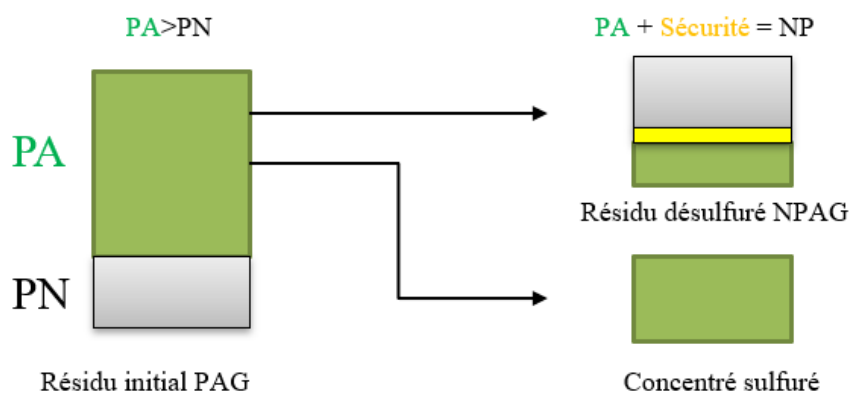 PA>PN
PA + Sécurité = NP
PA
PN
Résidu désulfuré NPAG
Résidu initial PAG
Concentré sulfuré